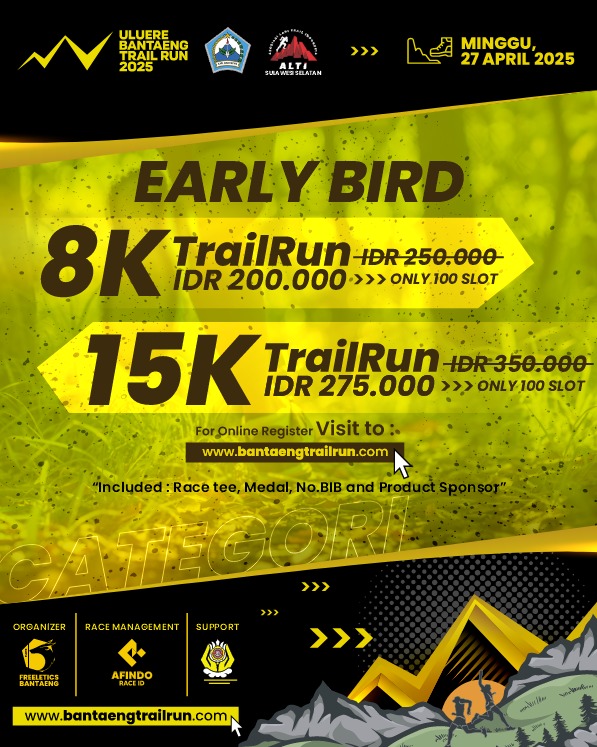 ULUERE
BANTAENG
TRAIL RUN
2025
ALTI
SULAWESI SELATAN
>>>
MINGGU,
27 APRIL 2025
EARLY BIRD
8K TrailRun IDR 250.000
IDR 200.000 >>> ONLY 100 SLOT
15K TrailRun IDR 350.000
IDR 275.000 >>> ONLY 100 SLOT
For Online Register Visit to :.
www.bantaengtrailrun.com
“Included : Race tee, Medal, No.BIB and Product Sponsor”
CATEGORI
>>>
>>>
>>>
ORGANIZER
RACE MANAGEMENT
SUPPORT
FREELETICS
BANTAENG
AFINDO
RACE ID
www.bantaengtrailrun.com